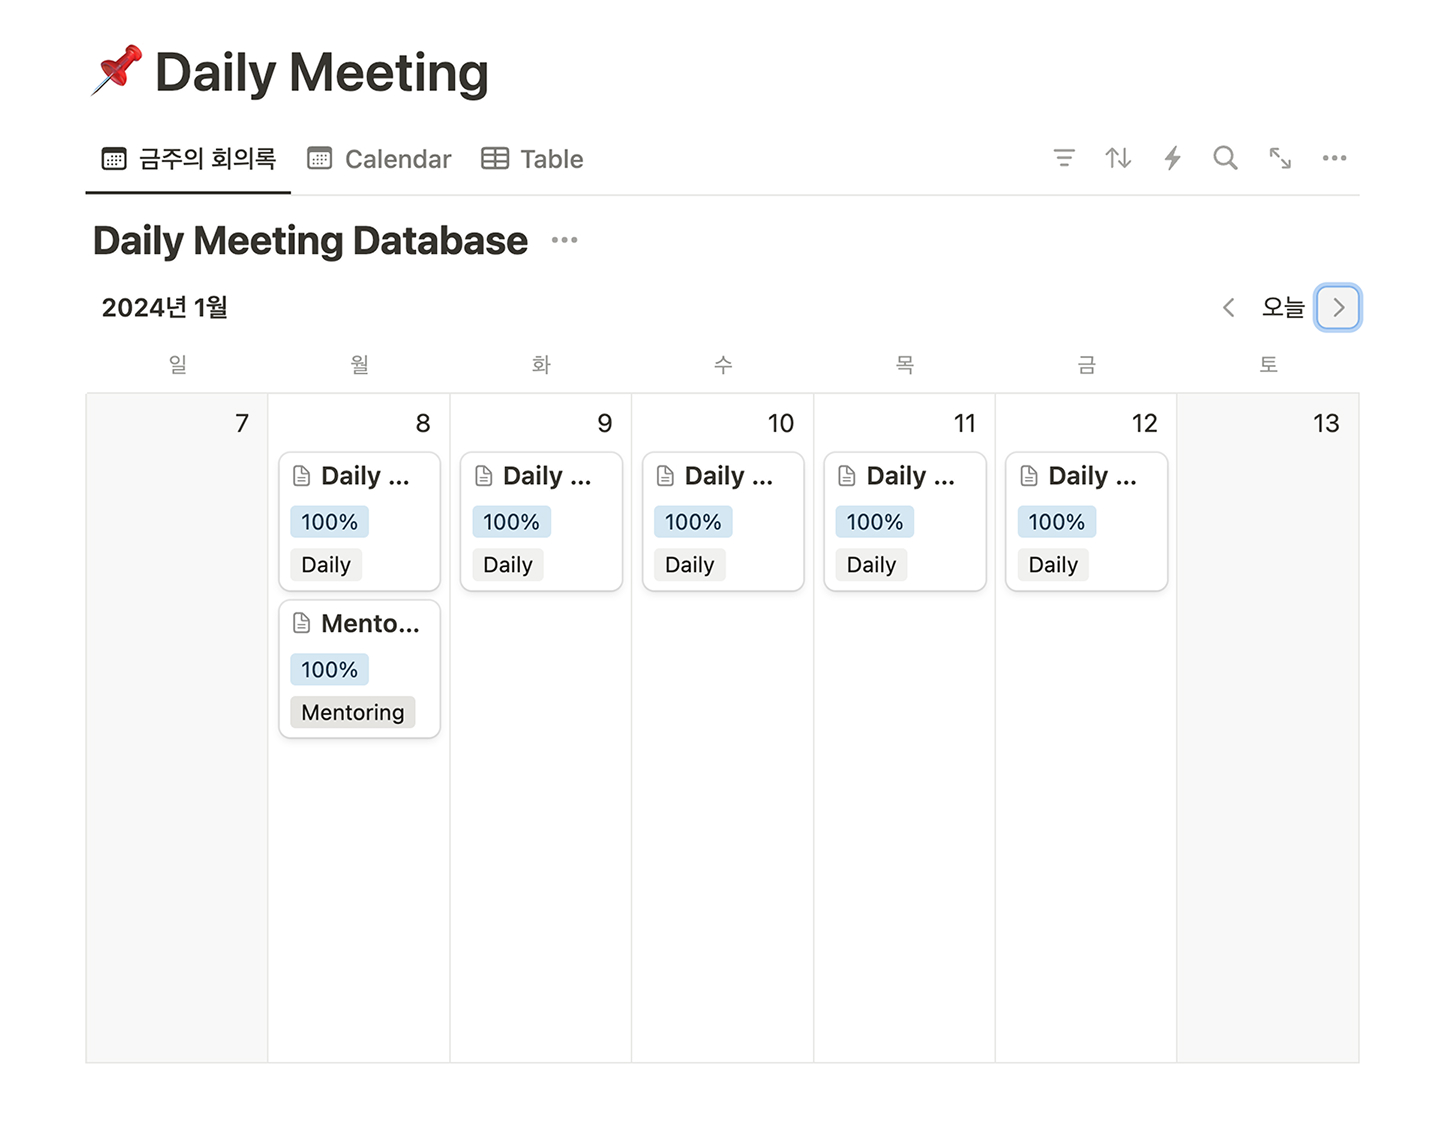 Daily Meeting
금주의 회의록 Calendar Table
Daily Meeting Database
2024년 1월 오늘
일 월 화 수 목 금 토
7 8 9 10 11 12 13
Daily ... Daily ... Daily ... Daily ... Daily ...
100% 100% 100% 100% 100%
Daily Daily Daily Daily Daily
Mento...
100%
Mentoring